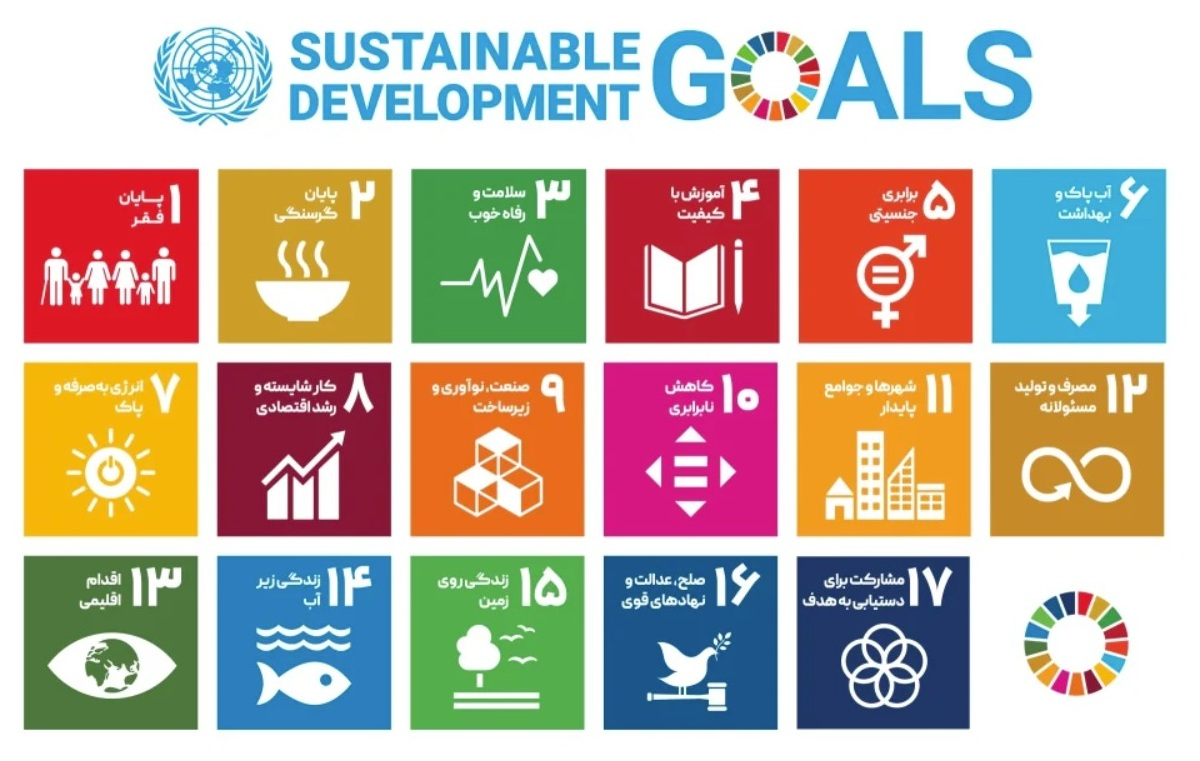 SUSTAINABLE
DEVELOPMENT
GOALS
۱ پایان
فقر
۲ پایان
گرسنگی
۳ سلامت و
رفاه خوب
۴ آموزش با
کیفیت
۵ برابری
جنسیتی
۶ آب پاک و
بهداشت
۷ انرژی به‌صرفه و
پاک
۸ کار شایسته و
رشد اقتصادی
۹ صنعت، نوآوری و
زیرساخت
۱۰ کاهش
نابرابری
۱۱ شهرها و جوامع
پایدار
۱۲ مصرف و تولید
مسئولانه
۱۳ اقدام
اقلیمی
۱۴ زندگی زیر
آب
۱۵ زندگی روی
زمین
۱۶ صلح، عدالت و
نهادهای قوی
۱۷ مشارکت برای
دستیابی به هدف